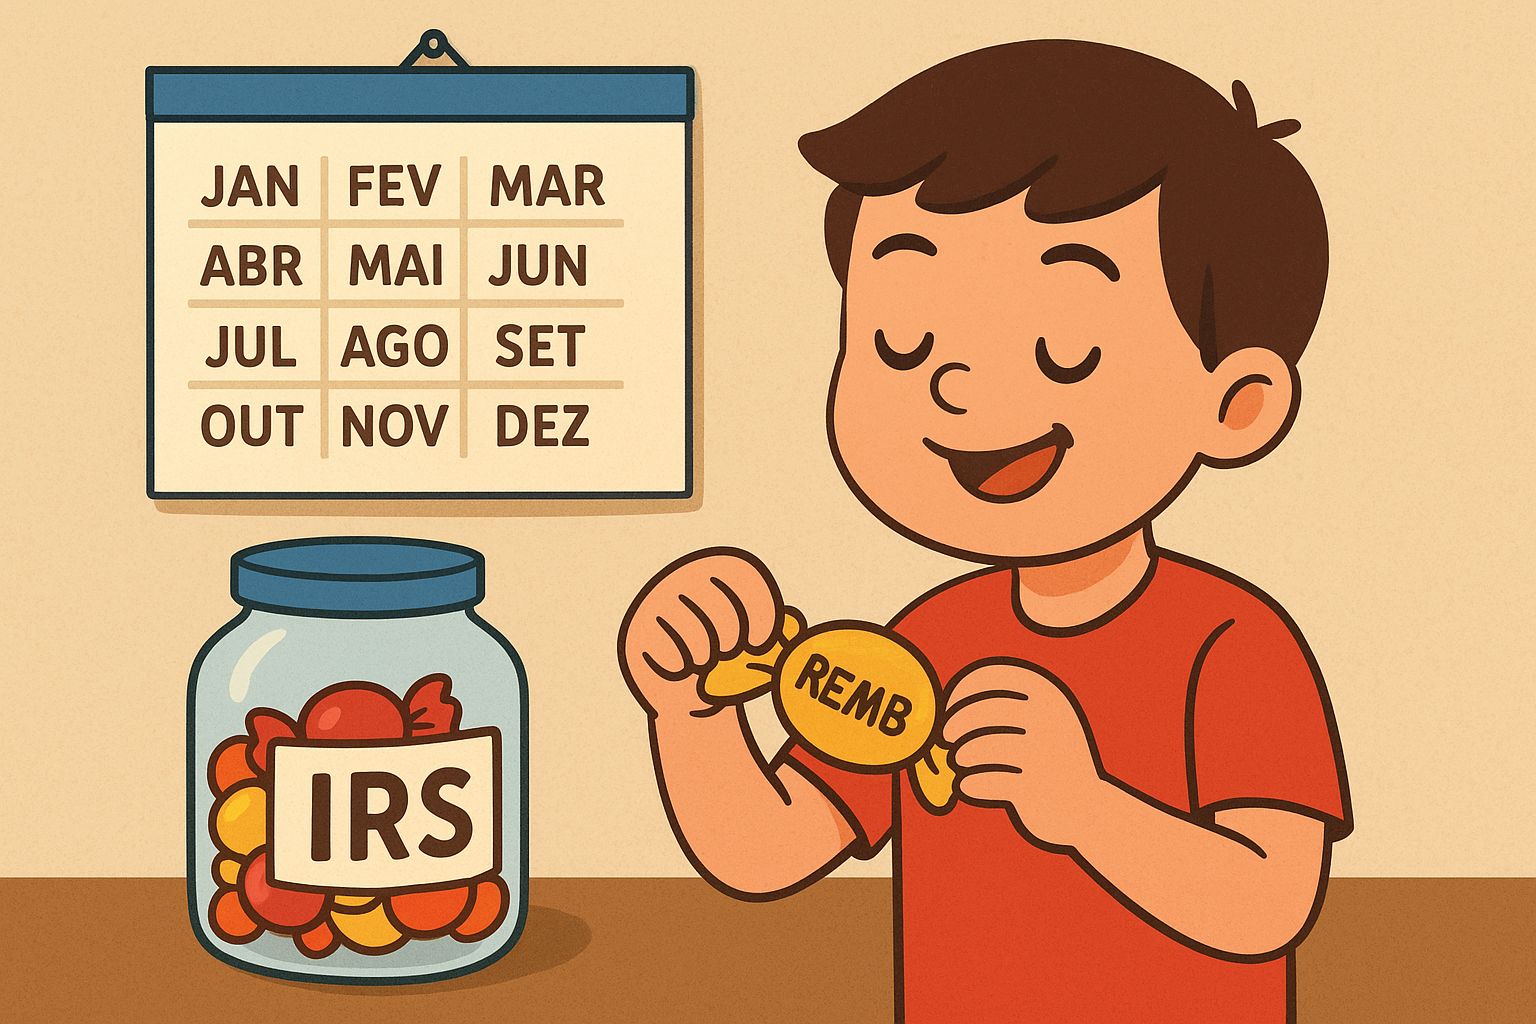 JAN FEV MAR
ABR MAI JUN
JUL AGO SET
OUT NOV DEZ
REMB
IRS